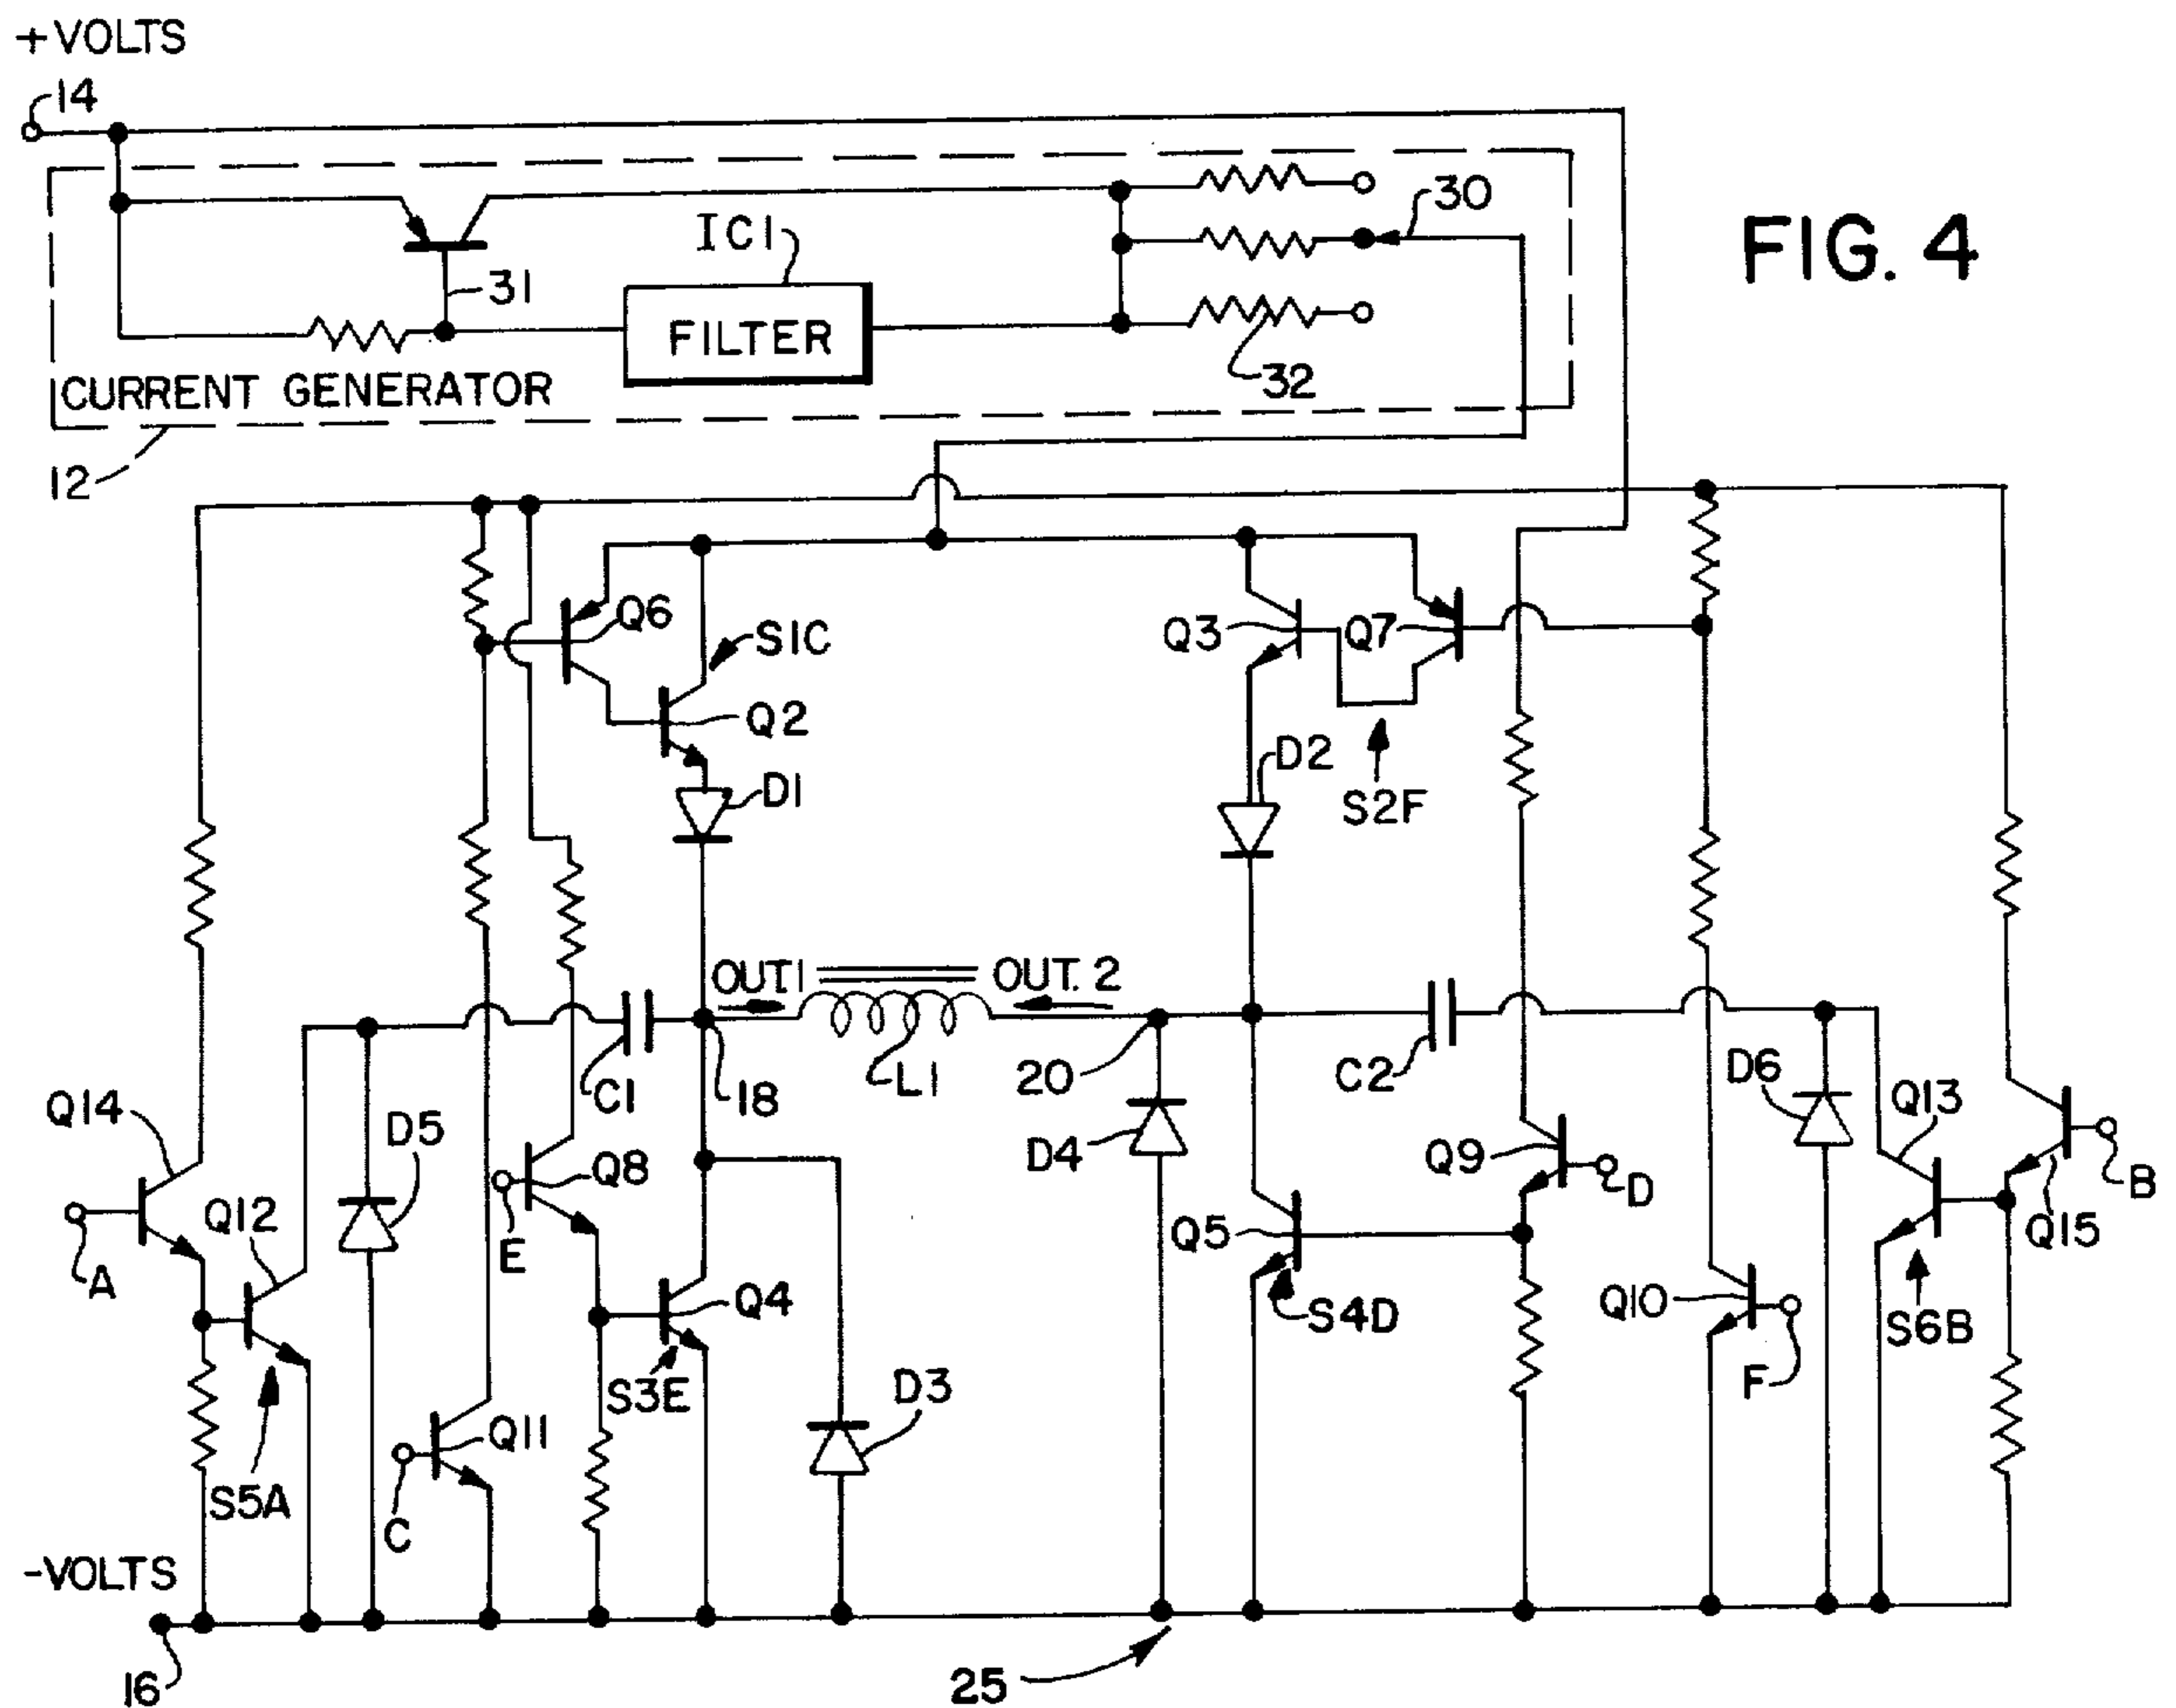 +VOLTS
14
FIG. 4
30
IC1
31
FILTER
32
CURRENT GENERATOR
12
Q6
S1C
Q3
Q7
Q2
D1
D2
S2F
OUT1
OUT. 2
C1
18
L1
20
C2
D6
Q13
Q14
D5
Q8
D4
Q9
D
B
A
Q12
E
Q5
Q15
Q4
S4D
Q10
S6B
S3E
D3
F
Q11
S5A
C
-VOLTS
16
25